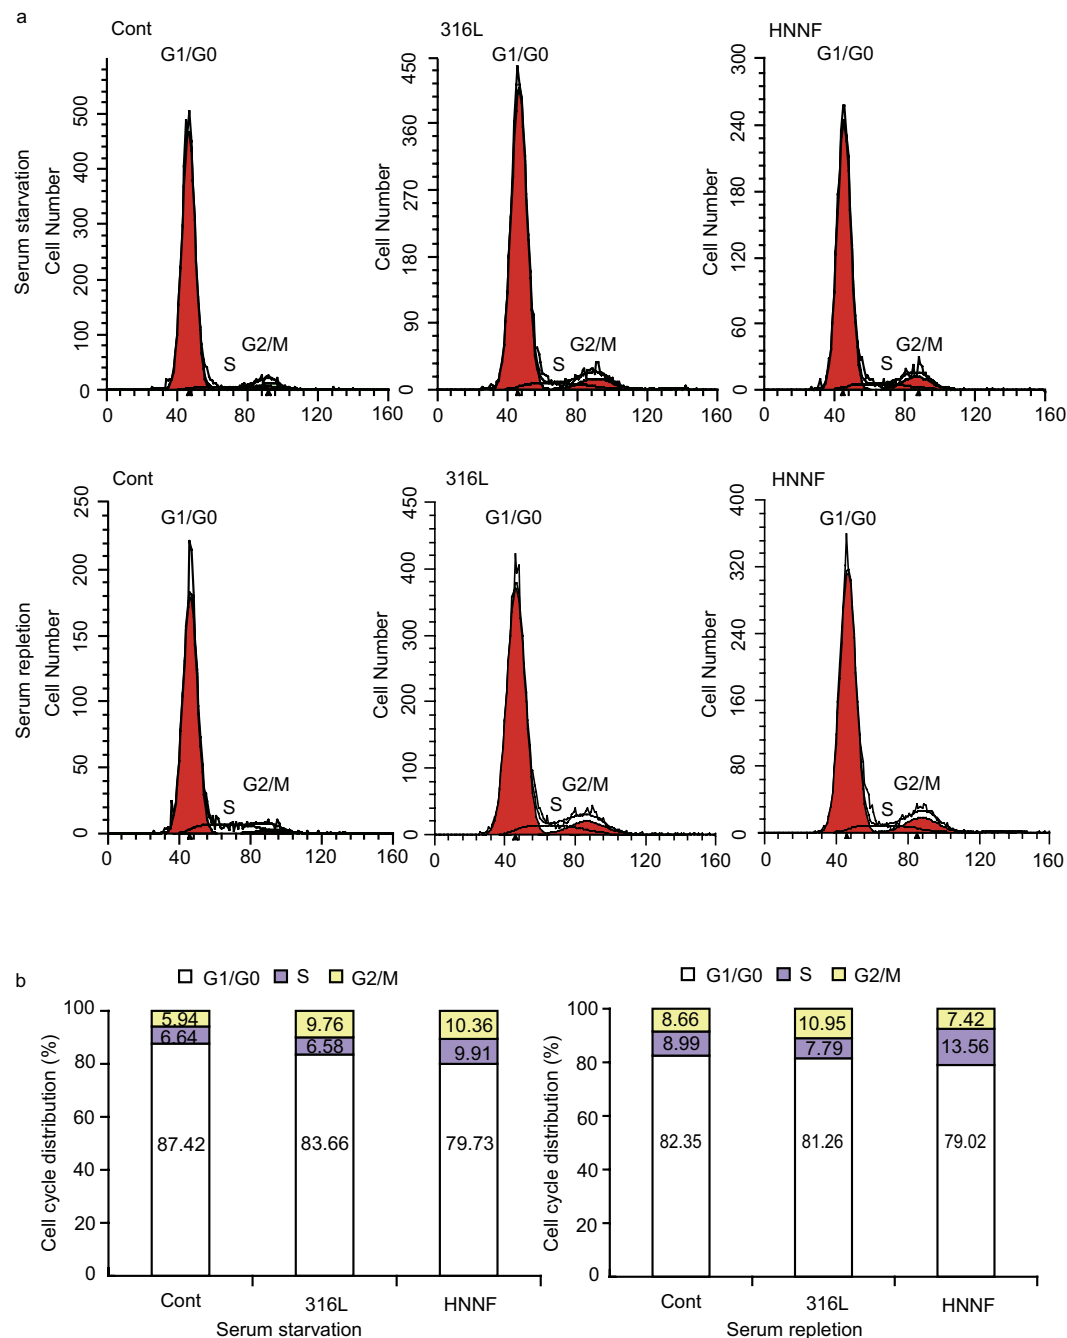 a
Cont
316L
HNNF
G1/G0
G1/G0
G1/G0
Serum starvation
Cell Number
Cell Number
Cell Number
500
400
300
200
100
0
450
360
270
180
90
0
300
240
180
120
60
0
S
G2/M
S
G2/M
S
G2/M
0 40 80 120 160
0 40 80 120 160
0 40 80 120 160
Cont
316L
HNNF
G1/G0
G1/G0
G1/G0
Serum repletion
Cell Number
Cell Number
Cell Number
250
200
150
100
50
0
450
400
300
200
100
0
400
320
240
160
80
0
S
G2/M
S
G2/M
S
G2/M
0 40 80 120 160
0 40 80 120 160
0 40 80 120 160
b
G1/G0 S G2/M
G1/G0 S G2/M
Cell cycle distribution (%)
100
80
60
40
20
0
5.94 9.76 10.36
6.64 6.58 9.91
87.42 83.66 79.73
Cont 316L HNNF
Serum starvation
Cell cycle distribution (%)
100
80
60
40
20
0
8.66 10.95 7.42
8.99 7.79 13.56
82.35 81.26 79.02
Cont 316L HNNF
Serum repletion